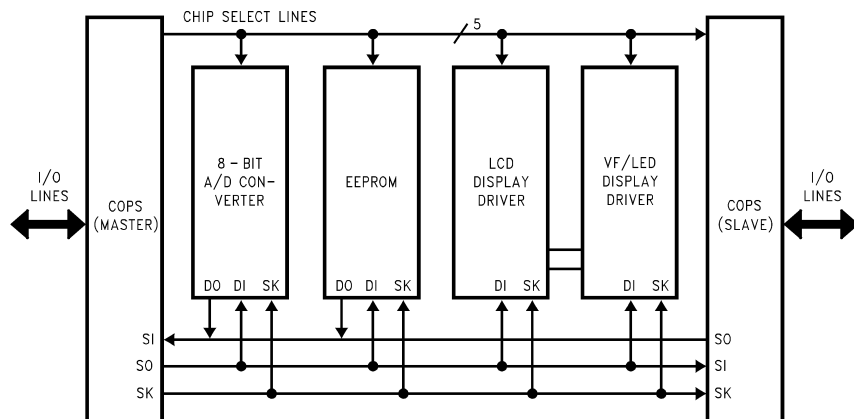 CHIP SELECT LINES
5
I/O
LINES
COPS
(MASTER)
8 - BIT
A/D CON-
VERTER
EEPROM
LCD
DISPLAY
DRIVER
VF/LED
DISPLAY
DRIVER
COPS
(SLAVE)
I/O
LINES
DO DI SK
DO DI SK
DI SK
DI SK
SI
SO
SO
SI
SK
SK